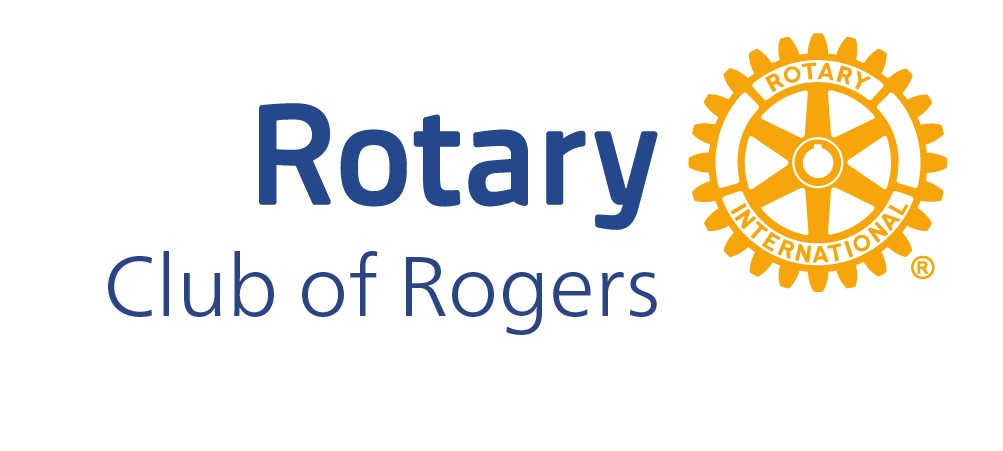 Rotary
Club of Rogers
ROTARY
INTERNATIONAL
®